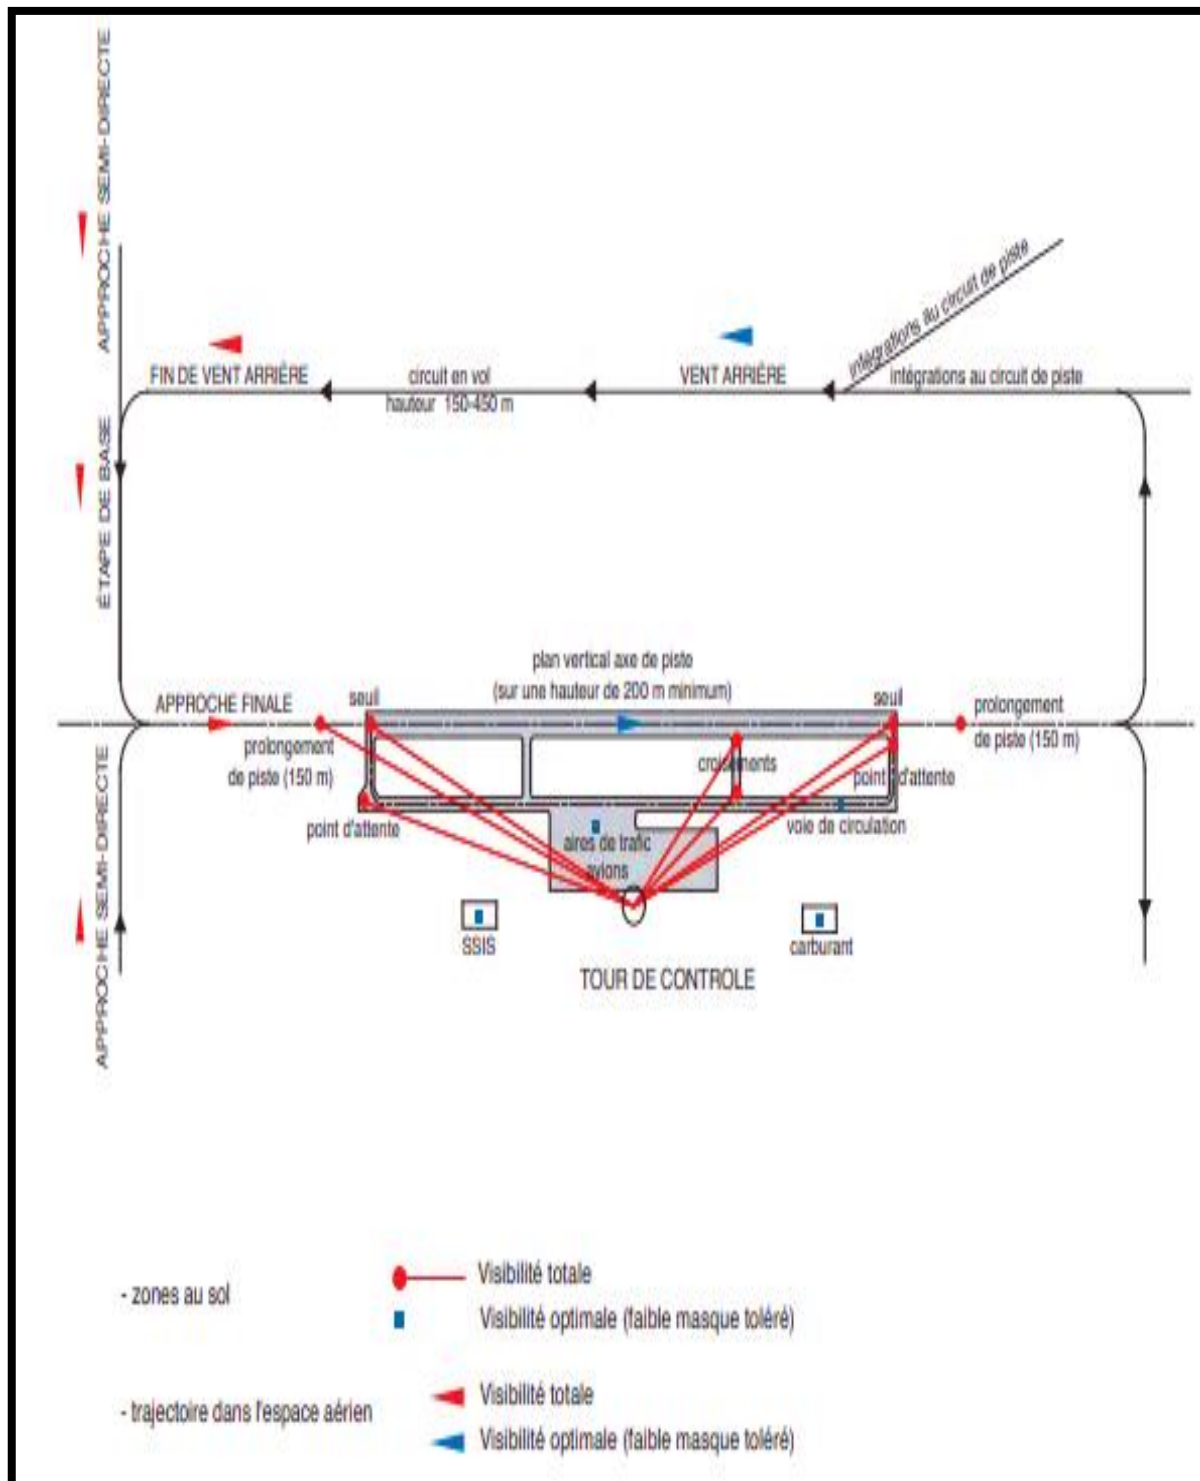 APPROCHE SEMI-DIRECTE
intégrations au circuit de piste
FIN DE VENT ARRIÈRE
circuit en vol
hauteur 150-450 m
VENT ARRIÈRE
intégrations au circuit de piste
ÉTAPE DE BASE
plan vertical axe de piste
(sur une hauteur de 200 m minimum)
APPROCHE FINALE
seuil
seuil
prolongement
de piste (150 m)
prolongement
de piste (150 m)
croisements
point d'attente
point d'attente
voie de circulation
aires de trafic
avions
APPROCHE SEMI-DIRECTE
SSIS
carburant
TOUR DE CONTROLE
- zones au sol
Visibilité totale
Visibilité optimale (faible masque toléré)
- trajectoire dans l'espace aérien
Visibilité totale
Visibilité optimale (faible masque toléré)